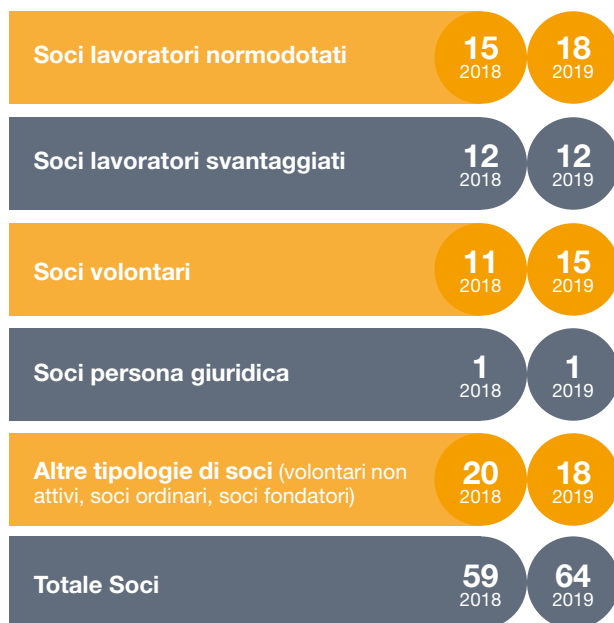 Soci lavoratori normodotati
15 18
2018 2019
Soci lavoratori svantaggiati
12 12
2018 2019
Soci volontari
11 15
2018 2019
Soci persona giuridica
1 1
2018 2019
Altre tipologie di soci (volontari non
attivi, soci ordinari, soci fondatori)
20 18
2018 2019
Totale Soci
59 64
2018 2019